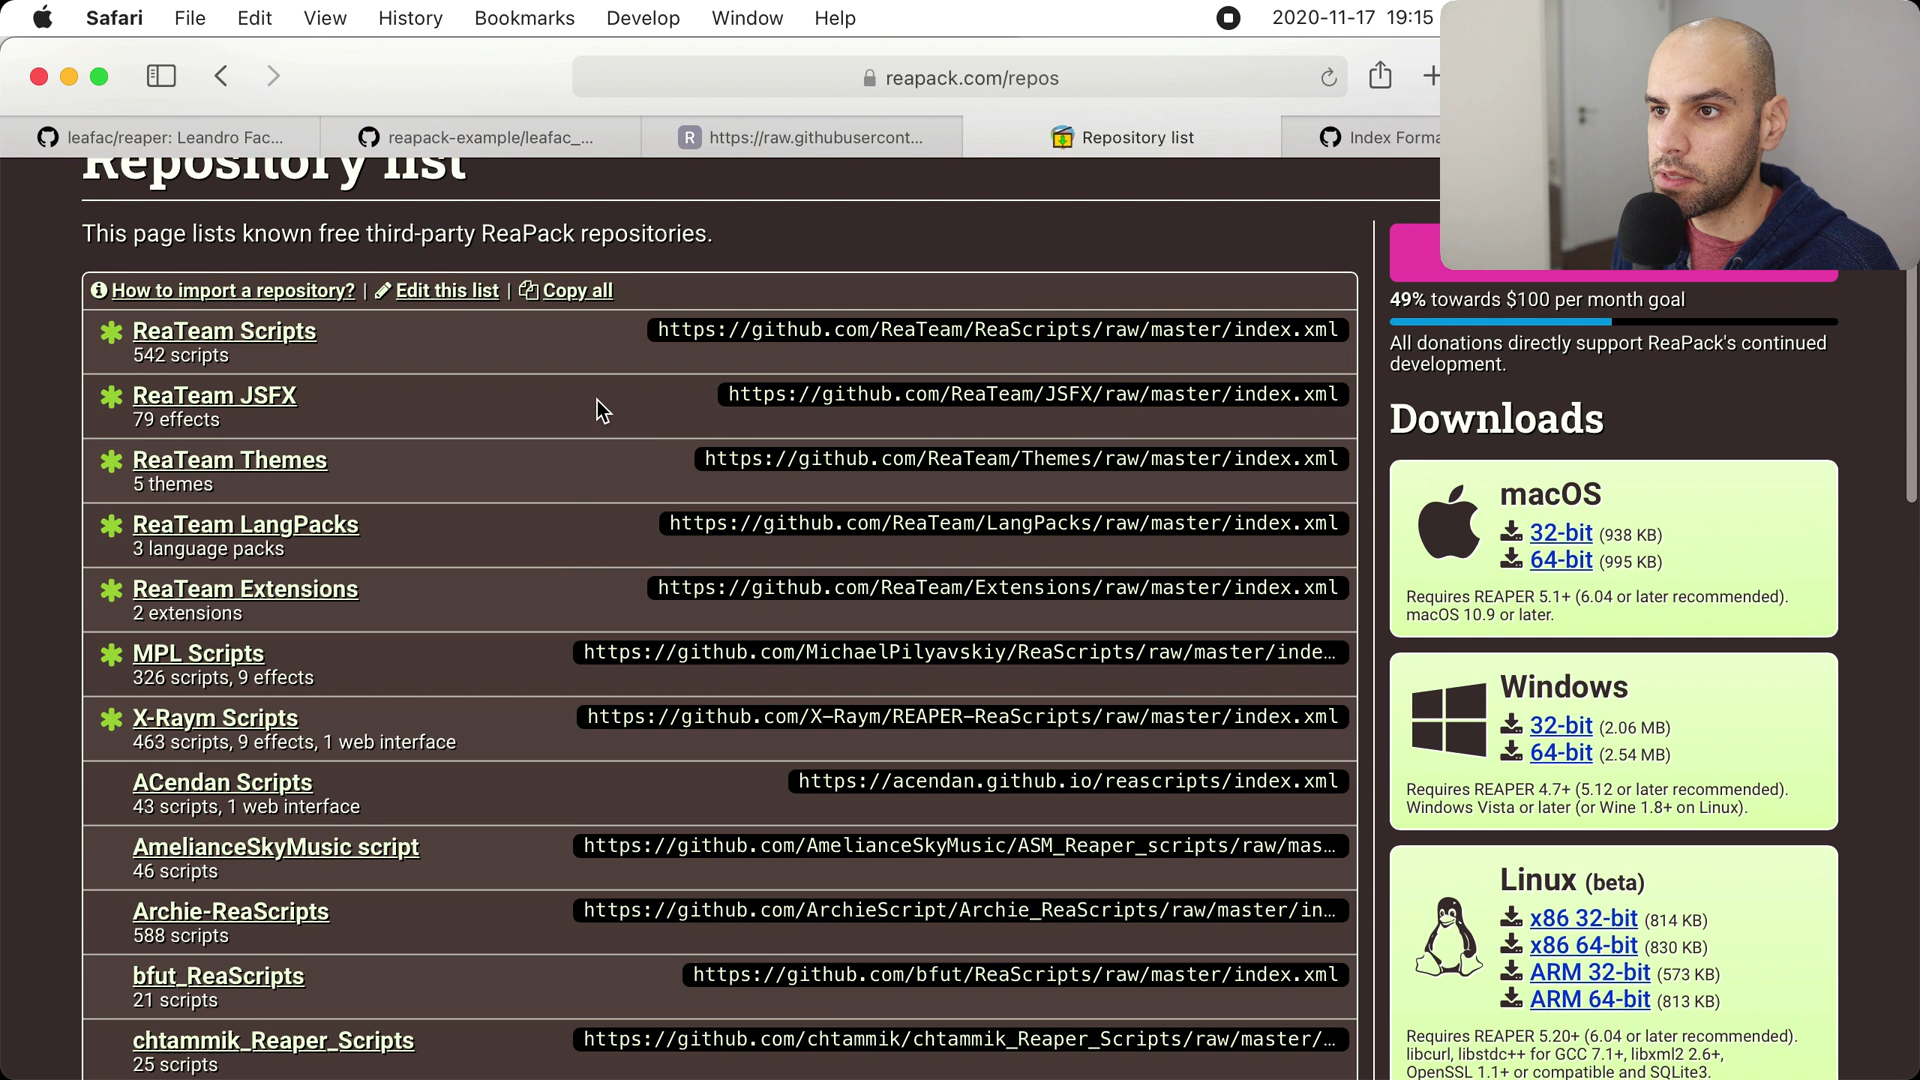 Safari File Edit View History Bookmarks Develop Window Help 2020-11-17 19:15
reapack.com/repos
leafac/reaper: Leandro Fac... reapack-example/leafac_... R https://raw.githubusercont... Repository list Index Forma
Repository list
This page lists known free third-party ReaPack repositories.
How to import a repository? | Edit this list | Copy all
ReaTeam Scripts https://github.com/ReaTeam/ReaScripts/raw/master/index.xml
542 scripts
ReaTeam JSFX https://github.com/ReaTeam/JSFX/raw/master/index.xml
79 effects
ReaTeam Themes https://github.com/ReaTeam/Themes/raw/master/index.xml
5 themes
ReaTeam LangPacks https://github.com/ReaTeam/LangPacks/raw/master/index.xml
3 language packs
ReaTeam Extensions https://github.com/ReaTeam/Extensions/raw/master/index.xml
2 extensions
MPL Scripts https://github.com/MichaelPilyavskiy/ReaScripts/raw/master/inde…
326 scripts, 9 effects
X-Raym Scripts https://github.com/X-Raym/REAPER-ReaScripts/raw/master/index.xml
463 scripts, 9 effects, 1 web interface
ACendan Scripts https://acendan.github.io/reascripts/index.xml
43 scripts, 1 web interface
AmelianceSkyMusic script https://github.com/AmelianceSkyMusic/ASM_Reaper_scripts/raw/mas…
46 scripts
Archie-ReaScripts https://github.com/ArchieScript/Archie_ReaScripts/raw/master/in…
588 scripts
bfut_ReaScripts https://github.com/bfut/ReaScripts/raw/master/index.xml
21 scripts
chtammik_Reaper_Scripts https://github.com/chtammik/chtammik_Reaper_Scripts/raw/master/…
25 scripts
49% towards $100 per month goal
All donations directly support ReaPack's continued
development.
Downloads
macOS
32-bit (938 KB)
64-bit (995 KB)
Requires REAPER 5.1+ (6.04 or later recommended).
macOS 10.9 or later.
Windows
32-bit (2.06 MB)
64-bit (2.54 MB)
Requires REAPER 4.7+ (5.12 or later recommended).
Windows Vista or later (or Wine 1.8+ on Linux).
Linux (beta)
x86 32-bit (814 KB)
x86 64-bit (830 KB)
ARM 32-bit (573 KB)
ARM 64-bit (813 KB)
Requires REAPER 5.20+ (6.04 or later recommended).
libcurl, libstdc++ for GCC 7.1+, libxml2 2.6+,
OpenSSL 1.1+ or compatible and SQLite3.